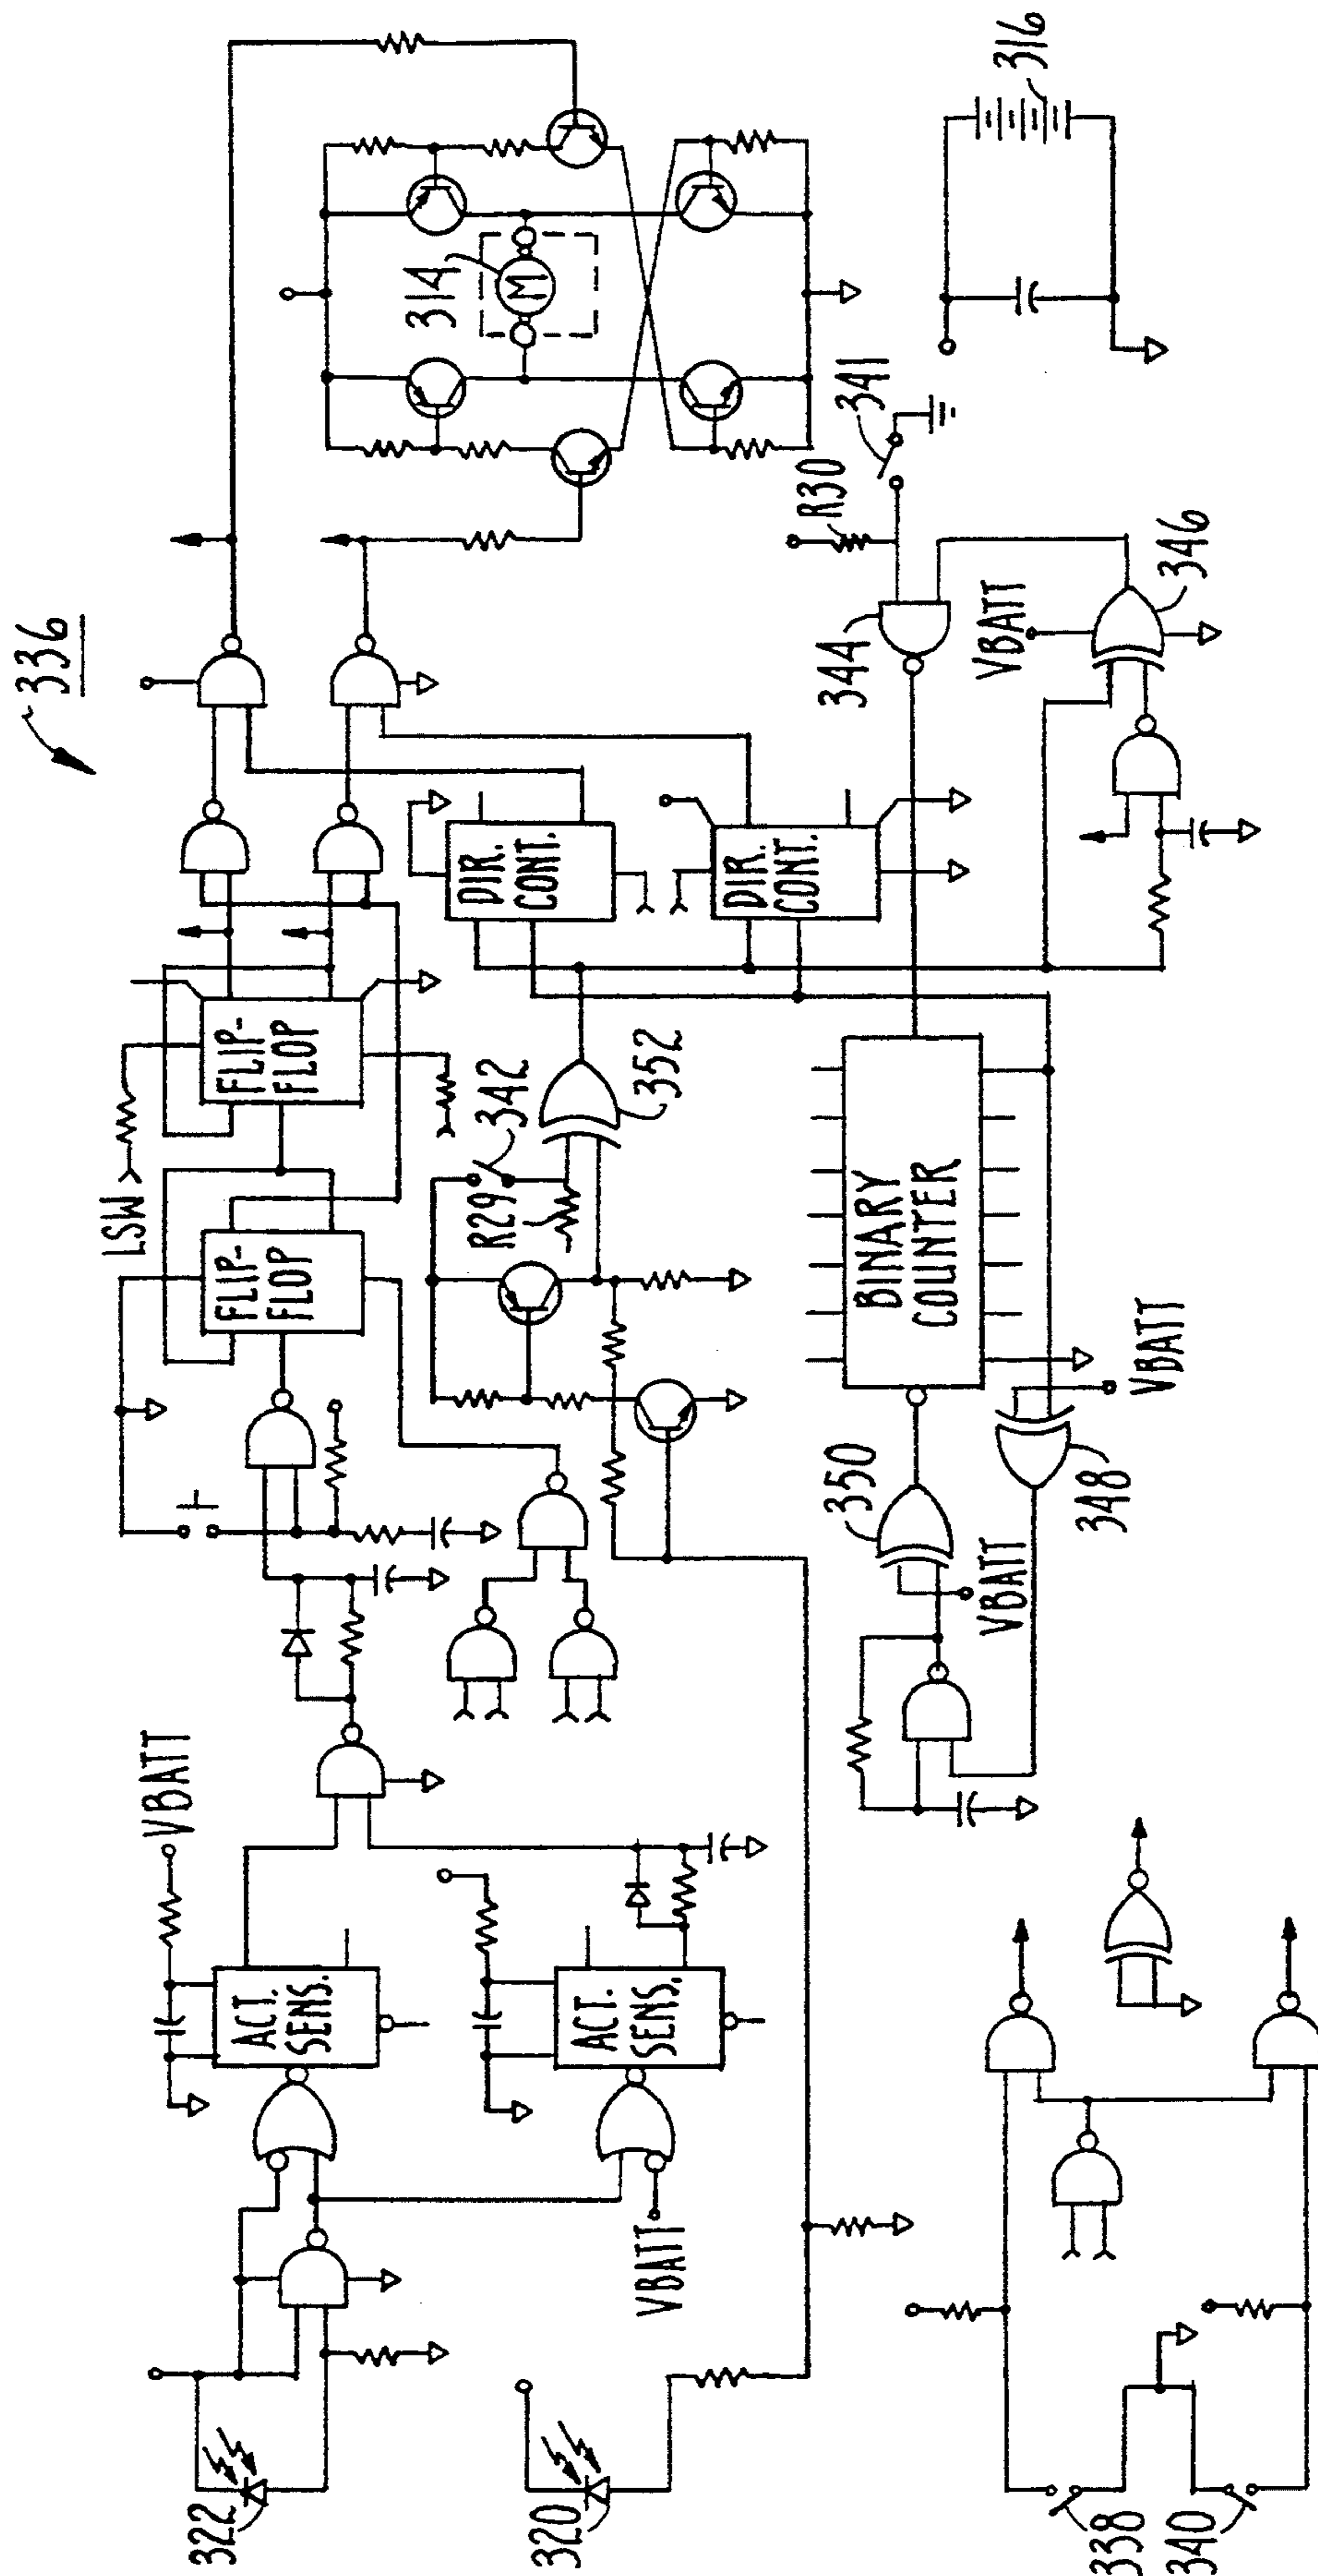 336
322
320
VBATT
ACT.
SENS.
ACT.
SENS.
VBATT
LSW
FLIP-
FLOP
FLIP-
FLOP
R29
342
352
DIR.
CONT.
DIR.
CONT.
314
M
316
341
R30
344
VBATT
346
BINARY
COUNTER
350
VBATT
348
VBATT
338
340